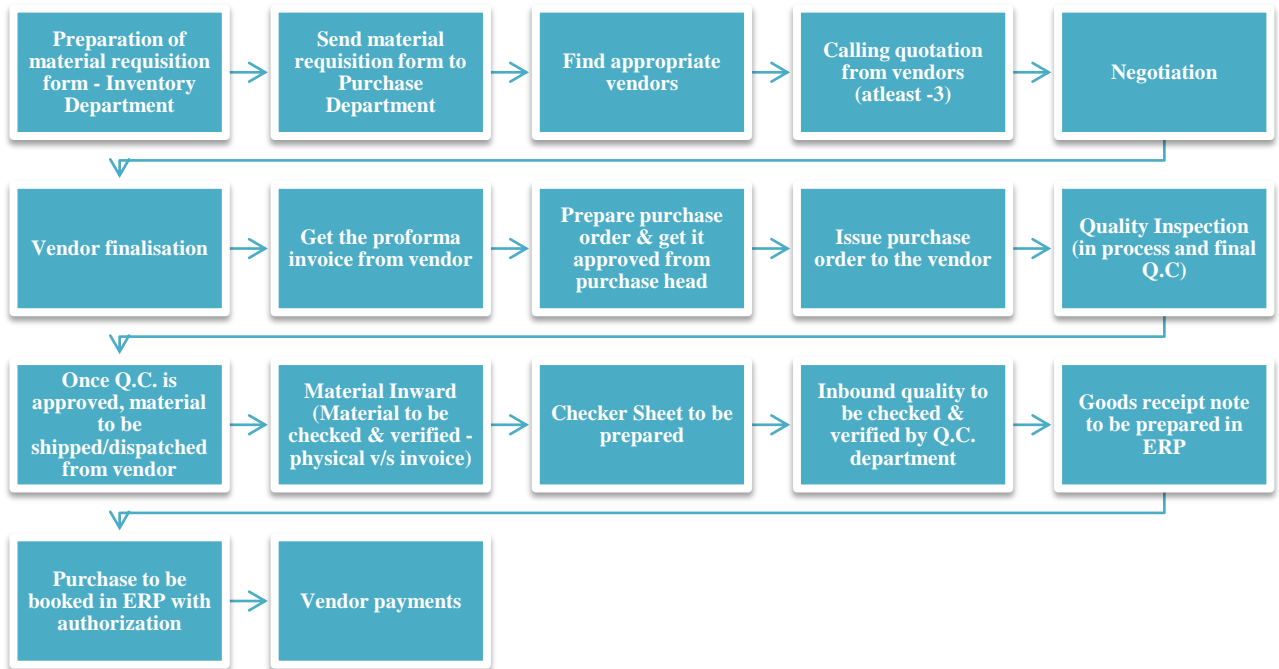 Preparation of
material requisition
form - Inventory
Department
Send material
requisition form to
Purchase
Department
Find appropriate
vendors
Calling quotation
from vendors
(atleast -3)
Negotiation
Vendor finalisation
Get the proforma
invoice from vendor
Prepare purchase
order & get it
approved from
purchase head
Issue purchase
order to the vendor
Quality Inspection
(in process and final
Q.C)
Once Q.C. is
approved, material
to be
shipped/dispatched
from vendor
Material Inward
(Material to be
checked & verified -
physical v/s invoice)
Checker Sheet to be
prepared
Inbound quality to
be checked &
verified by Q.C.
department
Goods receipt note
to be prepared in
ERP
Purchase to be
booked in ERP with
authorization
Vendor payments